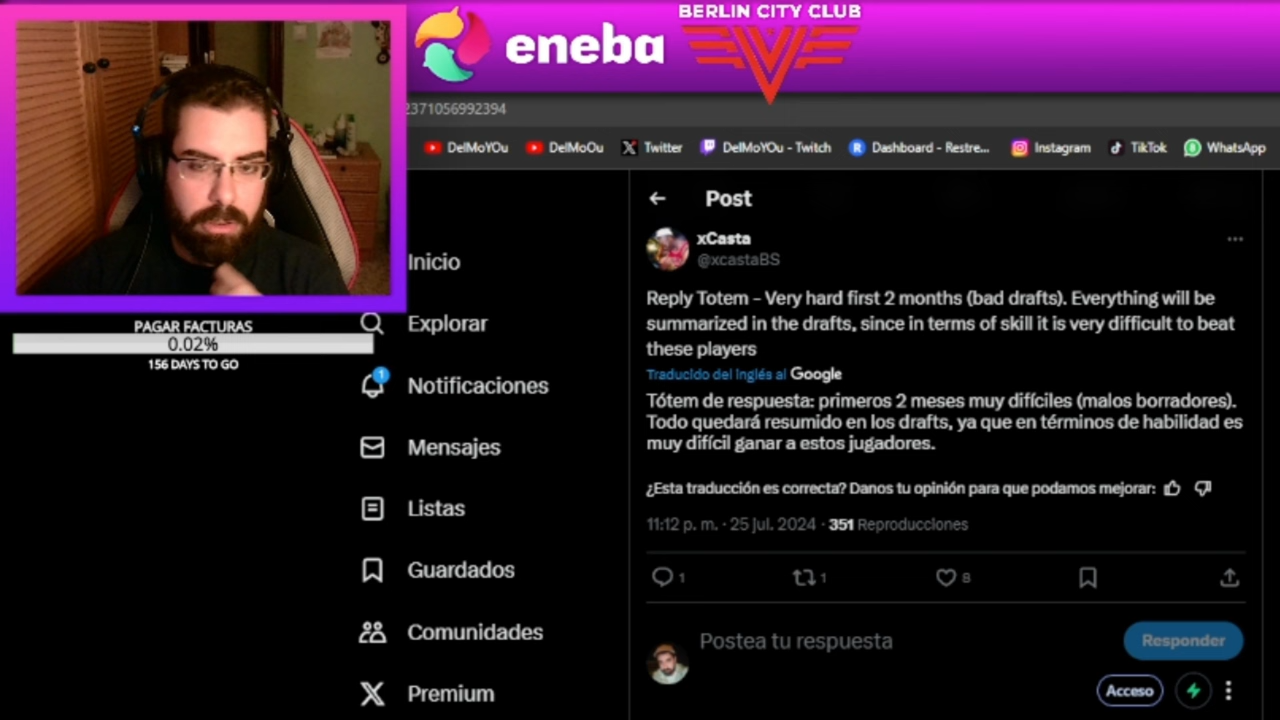 BERLIN CITY CLUB
eneba
2371056992394
DelMoYOu
DelMoOu
Twitter
DelMoYOu - Twitch
Dashboard - Restre...
Instagram
TikTok
WhatsApp
Post
xCasta
@xcastaBS
Inicio
Explorar
Notificaciones
1
Mensajes
Listas
Guardados
Comunidades
Premium
PAGAR FACTURAS
0.02%
156 DAYS TO GO
Reply Totem - Very hard first 2 months (bad drafts). Everything will be
summarized in the drafts, since in terms of skill it is very difficult to beat
these players
Traducido del inglés al Google
Tótem de respuesta: primeros 2 meses muy difíciles (malos borradores).
Todo quedará resumido en los drafts, ya que en términos de habilidad es
muy difícil ganar a estos jugadores.
¿Esta traducción es correcta? Danos tu opinión para que podamos mejorar:
11:12 p. m. · 25 jul. 2024 · 351 Reproducciones
1
1
8
Postea tu respuesta
Responder
Acceso